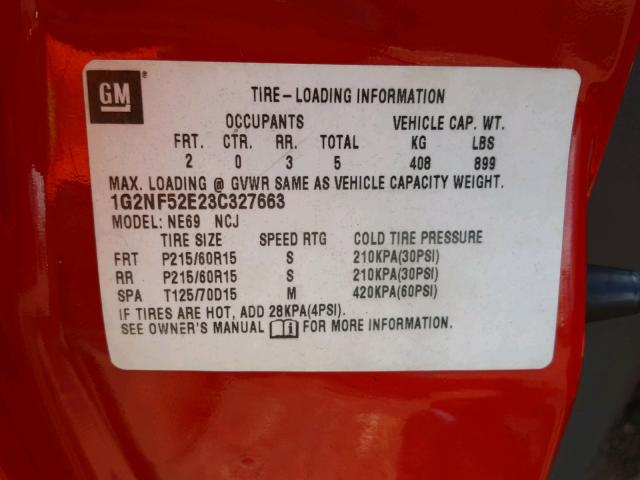 GM ®
TIRE-LOADING INFORMATION
OCCUPANTS VEHICLE CAP. WT.
FRT. CTR. RR. TOTAL KG LBS
2 0 3 5 408 899
MAX. LOADING @ GVWR SAME AS VEHICLE CAPACITY WEIGHT.
1G2NF52E23C327663
MODEL: NE69 NCJ
TIRE SIZE SPEED RTG COLD TIRE PRESSURE
FRT P215/60R15 S 210KPA(30PSI)
RR P215/60R15 S 210KPA(30PSI)
SPA T125/70D15 M 420KPA(60PSI)
IF TIRES ARE HOT, ADD 28KPA(4PSI).
SEE OWNER'S MANUAL i FOR MORE INFORMATION.